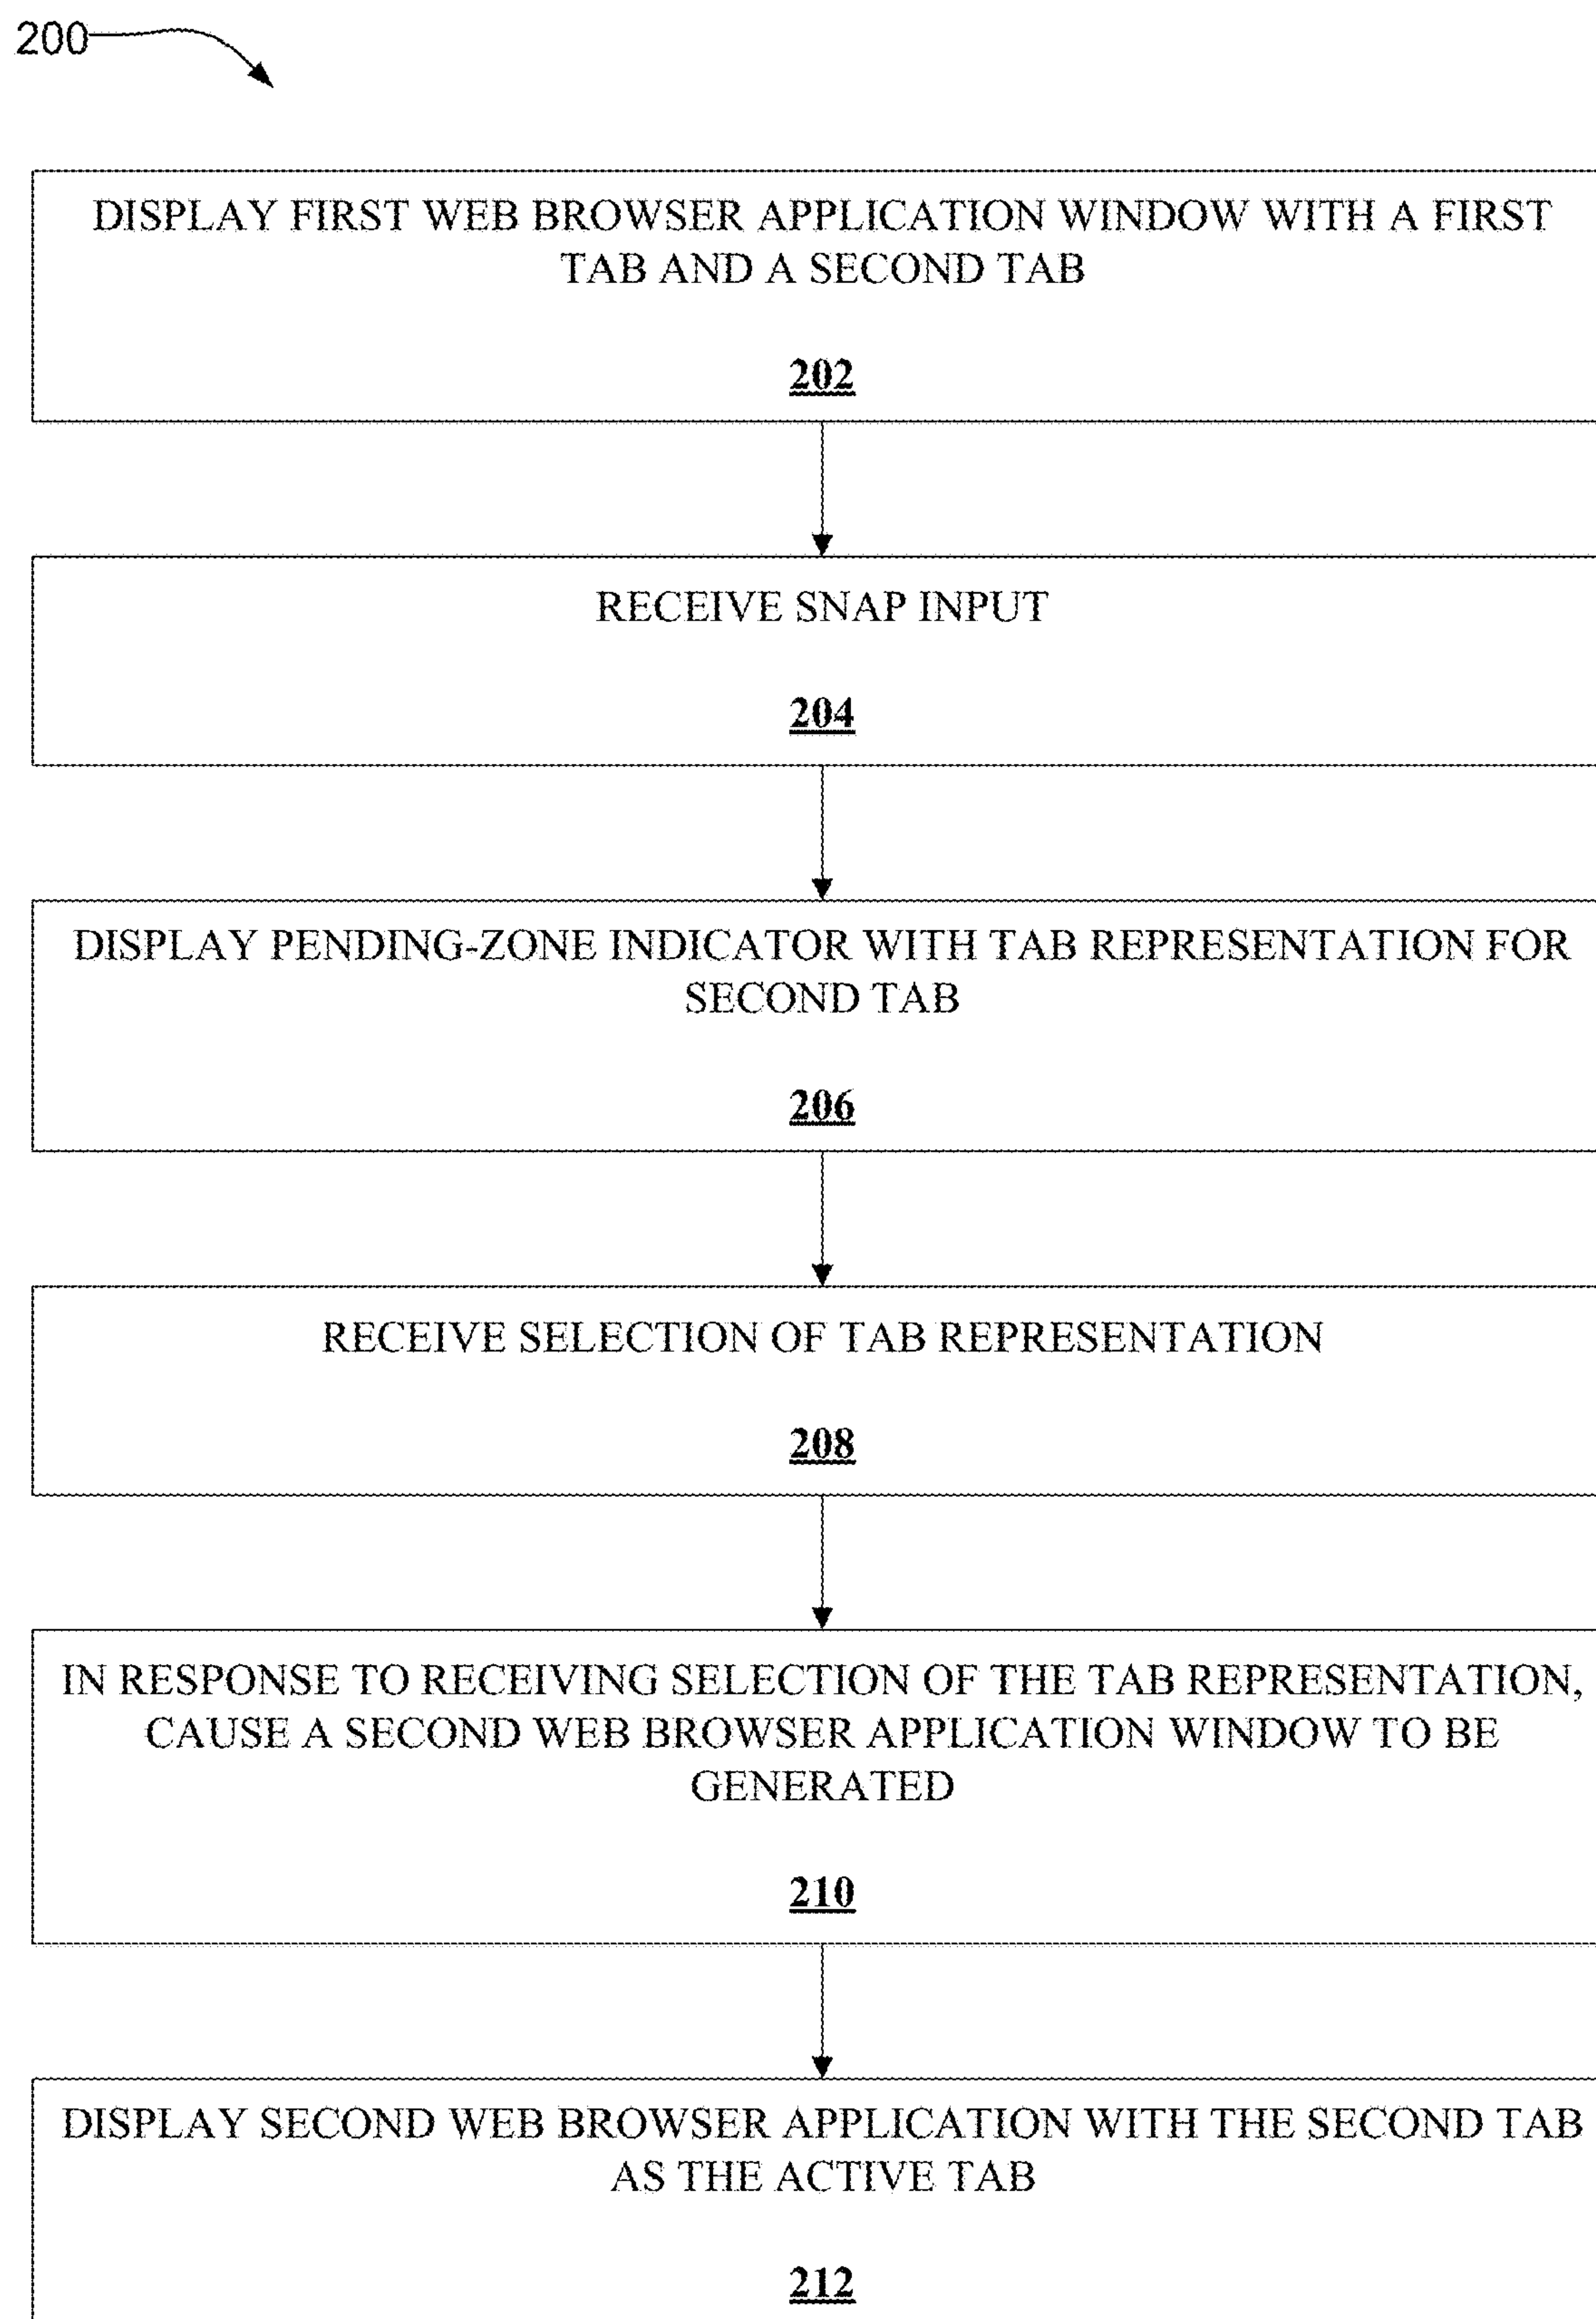 200
DISPLAY FIRST WEB BROWSER APPLICATION WINDOW WITH A FIRST
TAB AND A SECOND TAB
202
RECEIVE SNAP INPUT
204
DISPLAY PENDING-ZONE INDICATOR WITH TAB REPRESENTATION FOR
SECOND TAB
206
RECEIVE SELECTION OF TAB REPRESENTATION
208
IN RESPONSE TO RECEIVING SELECTION OF THE TAB REPRESENTATION,
CAUSE A SECOND WEB BROWSER APPLICATION WINDOW TO BE
GENERATED
210
DISPLAY SECOND WEB BROWSER APPLICATION WITH THE SECOND TAB
AS THE ACTIVE TAB
212